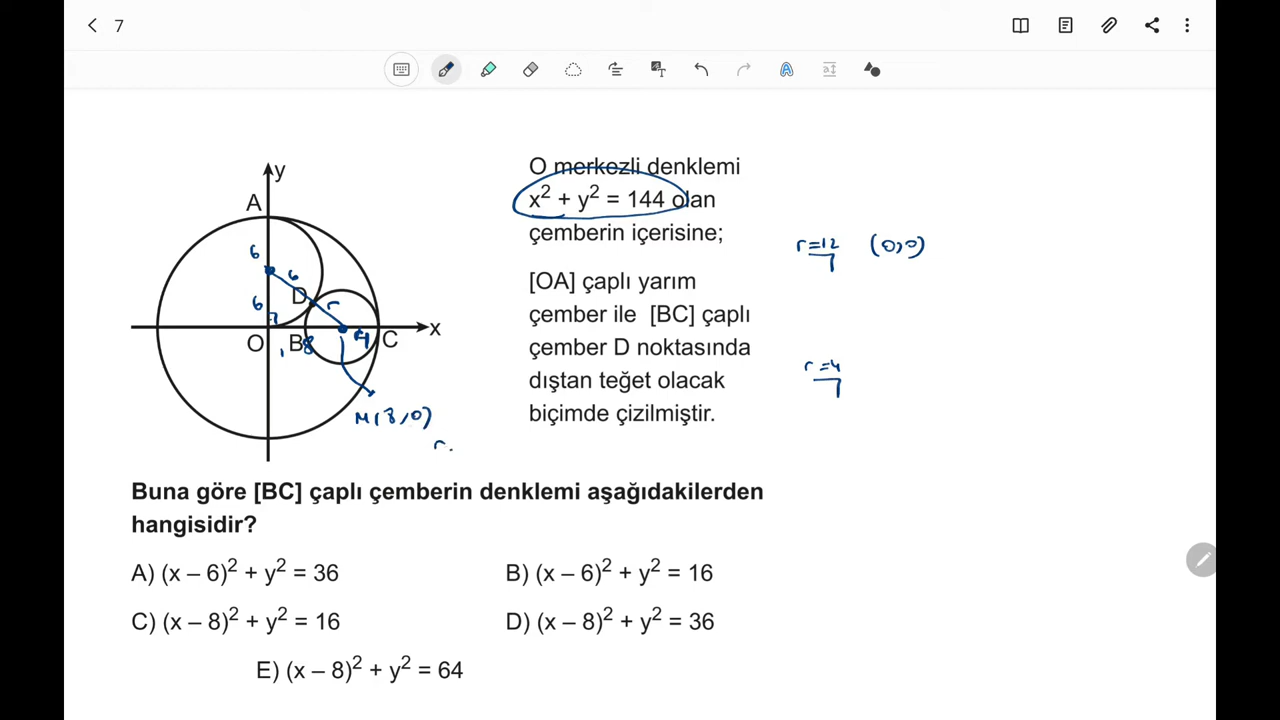 7
y
A
6
6
D
r
6
O
B
8
4
C
x
M(8,0)
r.
O merkezli denklemi
x² + y² = 144 olan
çemberin içerisine;
[OA] çaplı yarım
çember ile [BC] çaplı
çember D noktasında
dıştan teğet olacak
biçimde çizilmiştir.
r=12 (0,0)
r=4
Buna göre [BC] çaplı çemberin denklemi aşağıdakilerden
hangisidir?
A) (x – 6)² + y² = 36
B) (x – 6)² + y² = 16
C) (x – 8)² + y² = 16
D) (x – 8)² + y² = 36
E) (x – 8)² + y² = 64